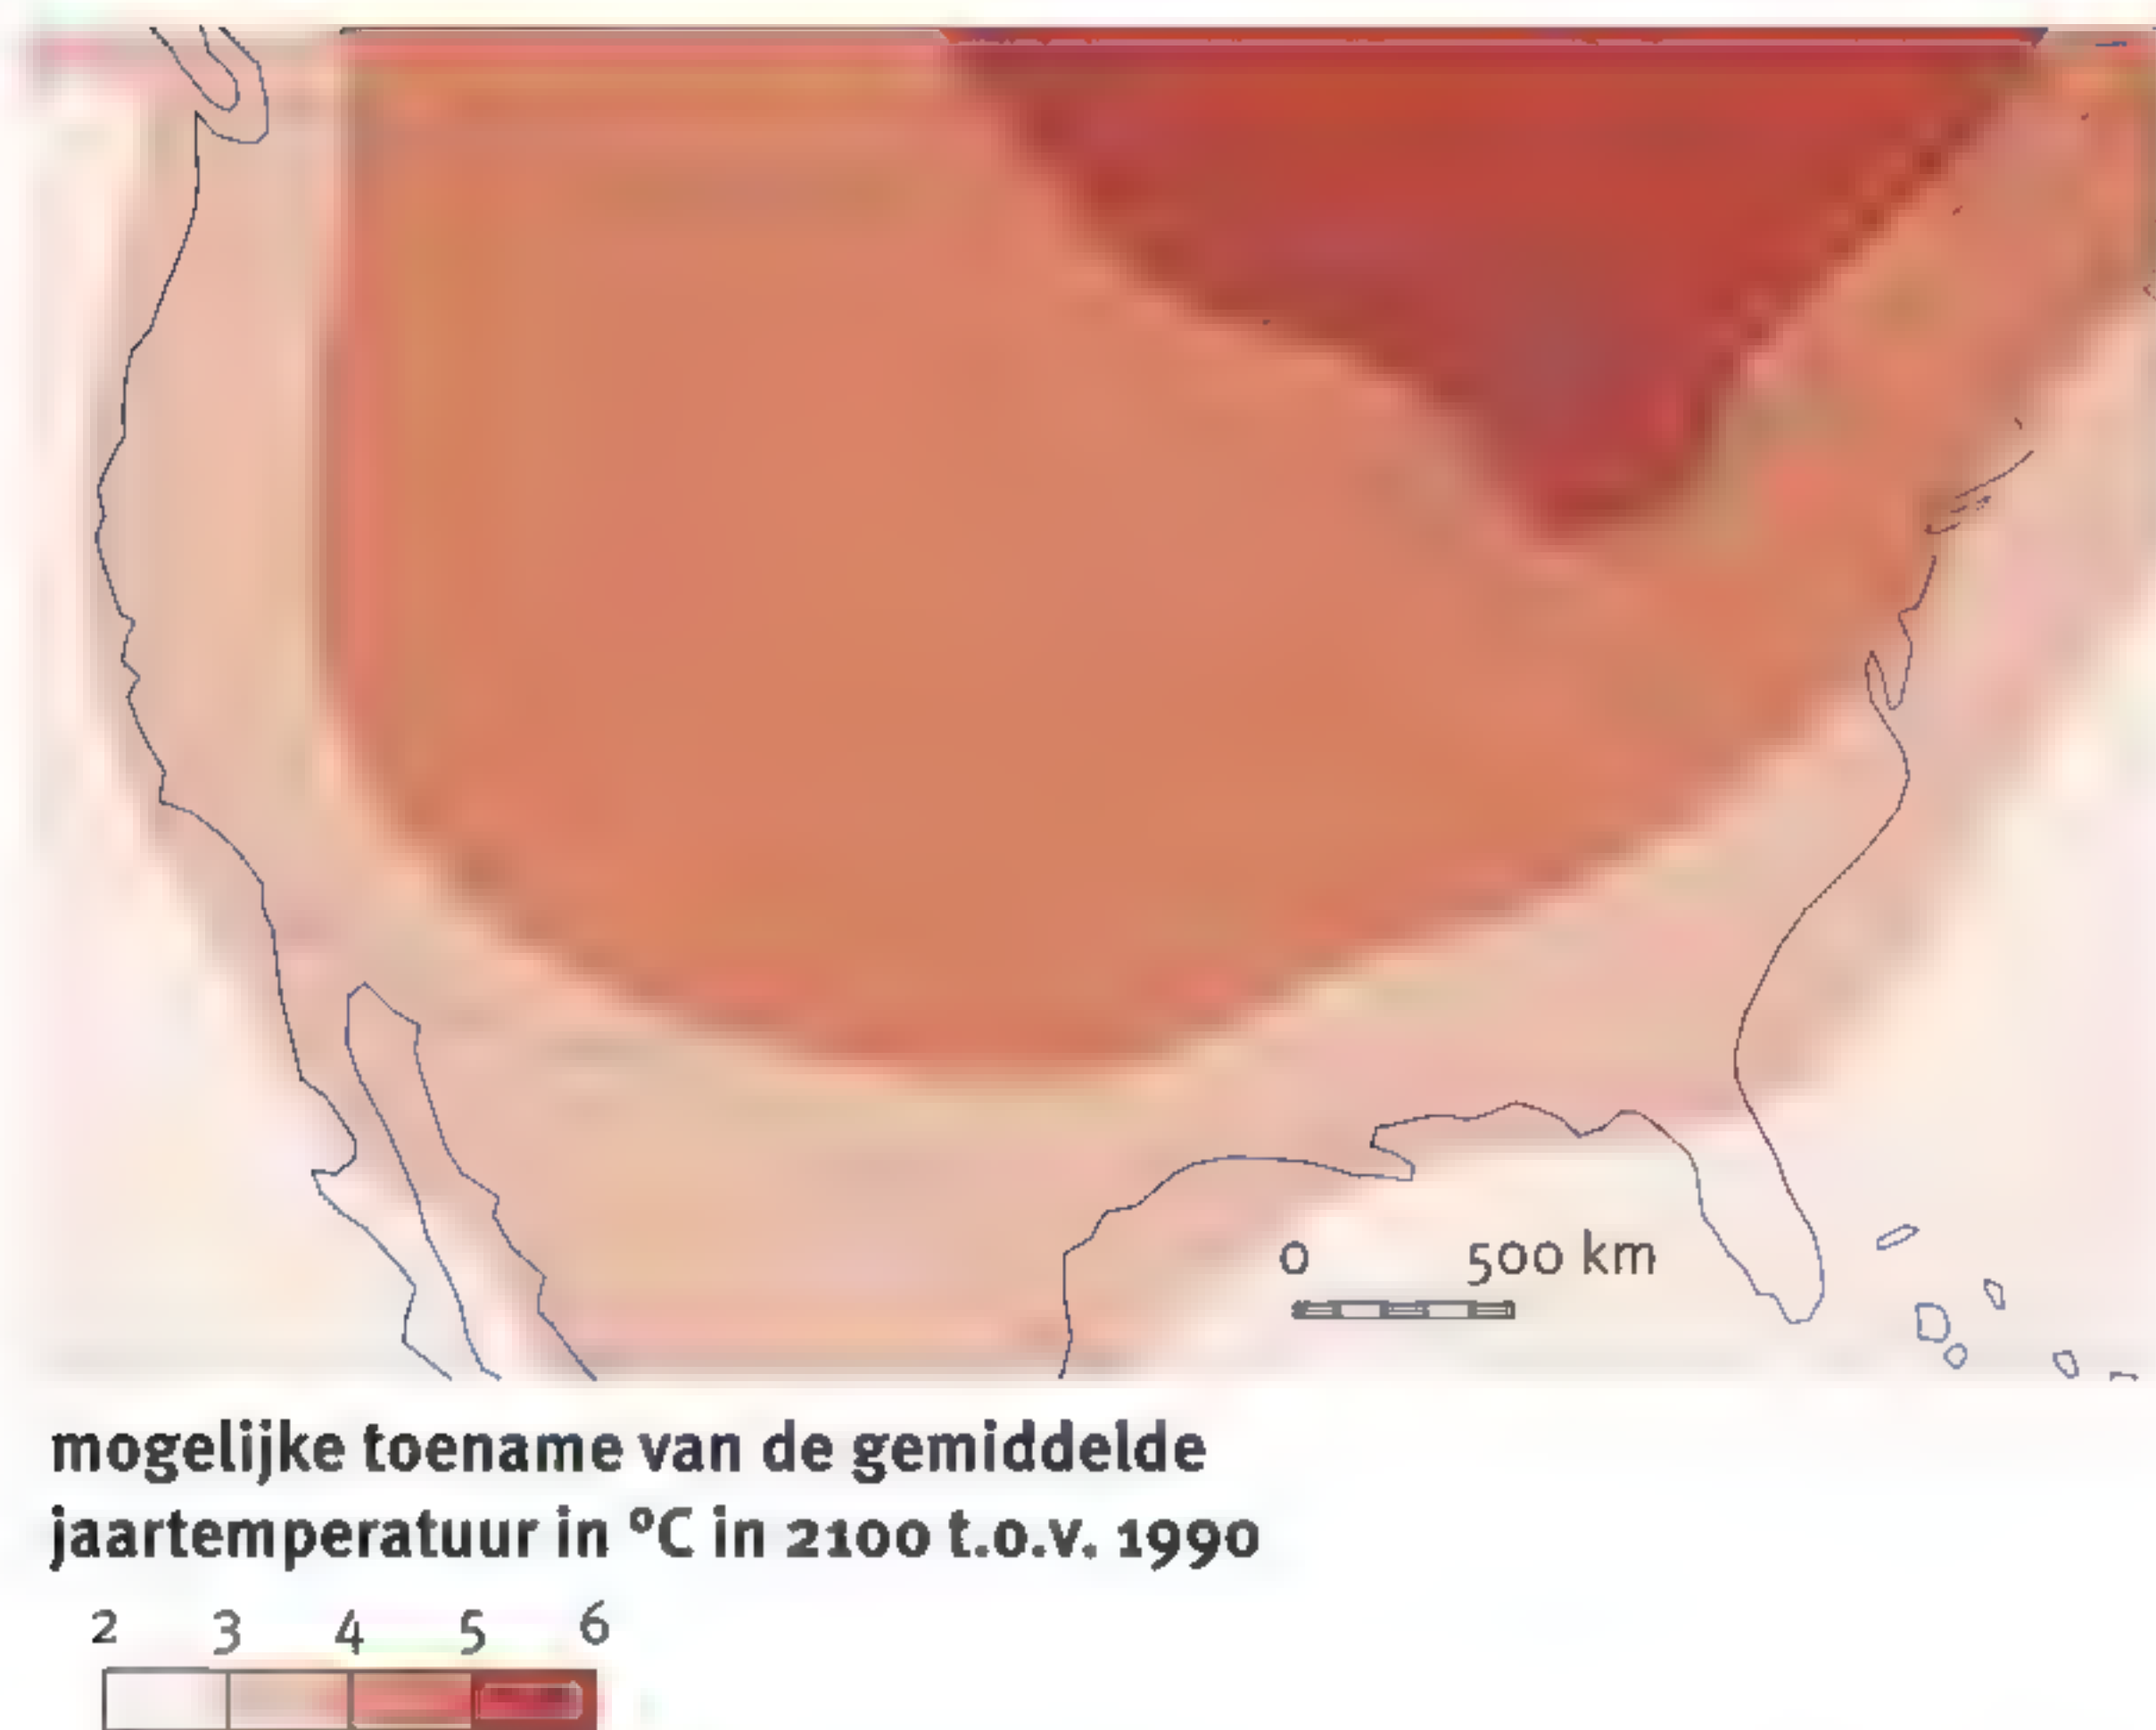 0 500 km
mogelijke toename van de gemiddelde
jaartemperatuur in °C in 2100 t.o.v. 1990
2 3 4 5 6